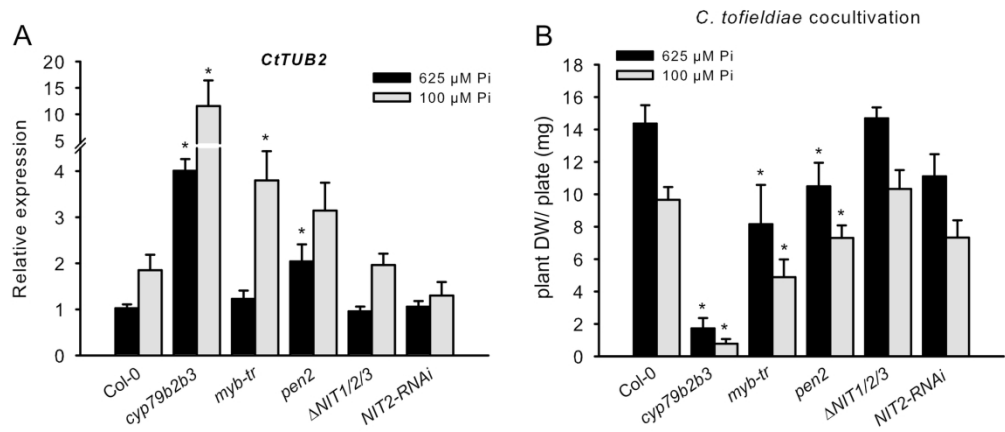 A
CtTUB2
625 µM Pi
100 µM Pi
Relative expression
20
15
10
5
4
3
2
1
0
*
*
*
*
Col-0
cyp79b2b3
myb-tr
pen2
ΔNIT1/2/3
NIT2-RNAi
C. tofieldiae cocultivation
B
625 µM Pi
100 µM Pi
plant DW/ plate (mg)
18
16
14
12
10
8
6
4
2
0
*
*
*
*
*
*
Col-0
cyp79b2b3
myb-tr
pen2
ΔNIT1/2/3
NIT2-RNAi